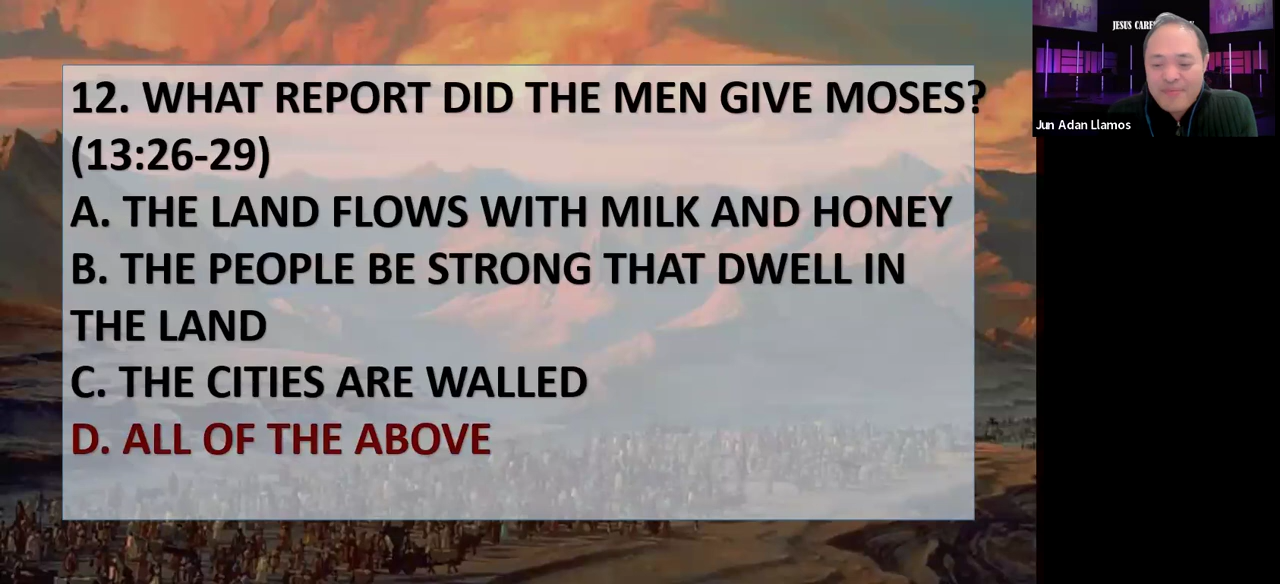 12. WHAT REPORT DID THE MEN GIVE MOSES?
(13:26-29)
A. THE LAND FLOWS WITH MILK AND HONEY
B. THE PEOPLE BE STRONG THAT DWELL IN
THE LAND
C. THE CITIES ARE WALLED
D. ALL OF THE ABOVE
JESUS
Jun Adan Llamos